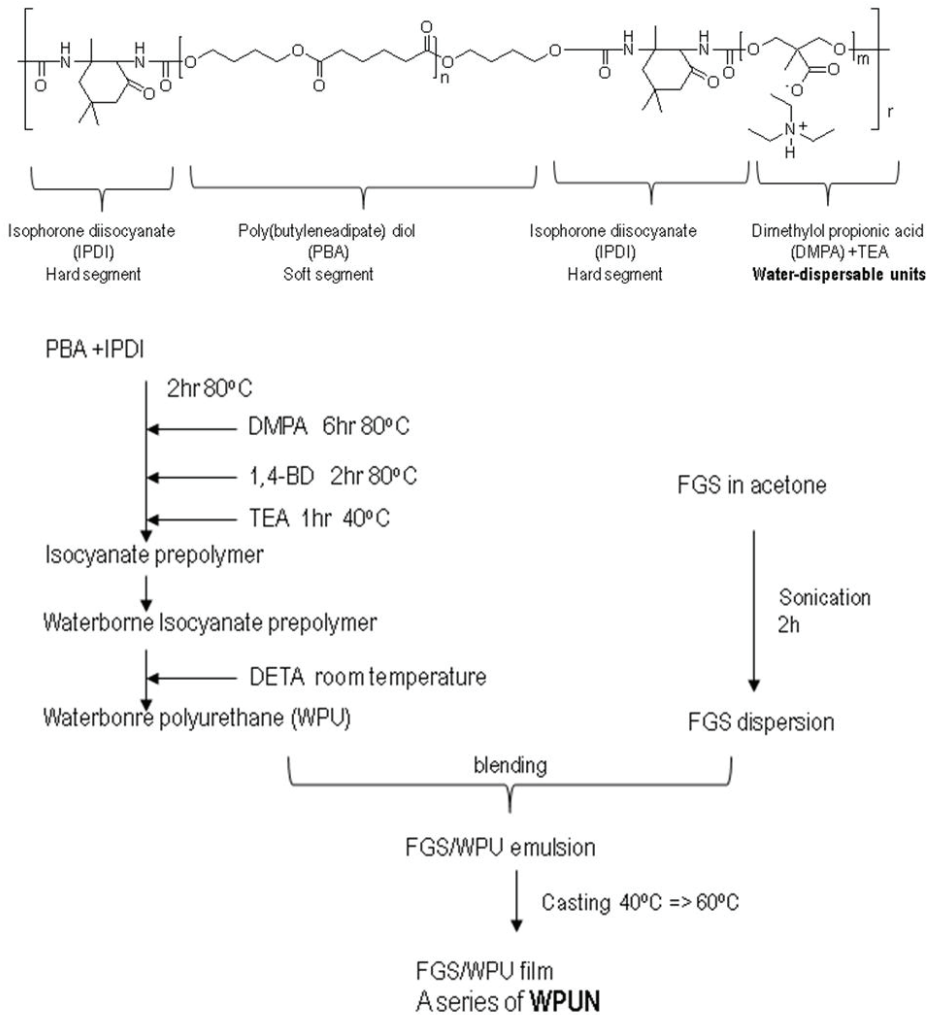 H H H H
N N N N
O O O O O O O O O O O O O O O
n m r
N + H
Isophorone diisocyanate
(IPDI)
Hard segment
Poly(butyleneadipate) diol
(PBA)
Soft segment
Isophorone diisocyanate
(IPDI)
Hard segment
Dimethylol propionic acid
(DMPA) +TEA
Water-dispersable units
PBA +IPDI
2hr 80°C
DMPA 6hr 80°C
1,4-BD 2hr 80°C
TEA 1hr 40°C
Isocyanate prepolymer
Waterborne Isocyanate prepolymer
DETA room temperature
Waterbonre polyurethane (WPU)
FGS in acetone
Sonication
2h
FGS dispersion
blending
FGS/WPU emulsion
Casting 40°C => 60°C
FGS/WPU film
A series of WPUN